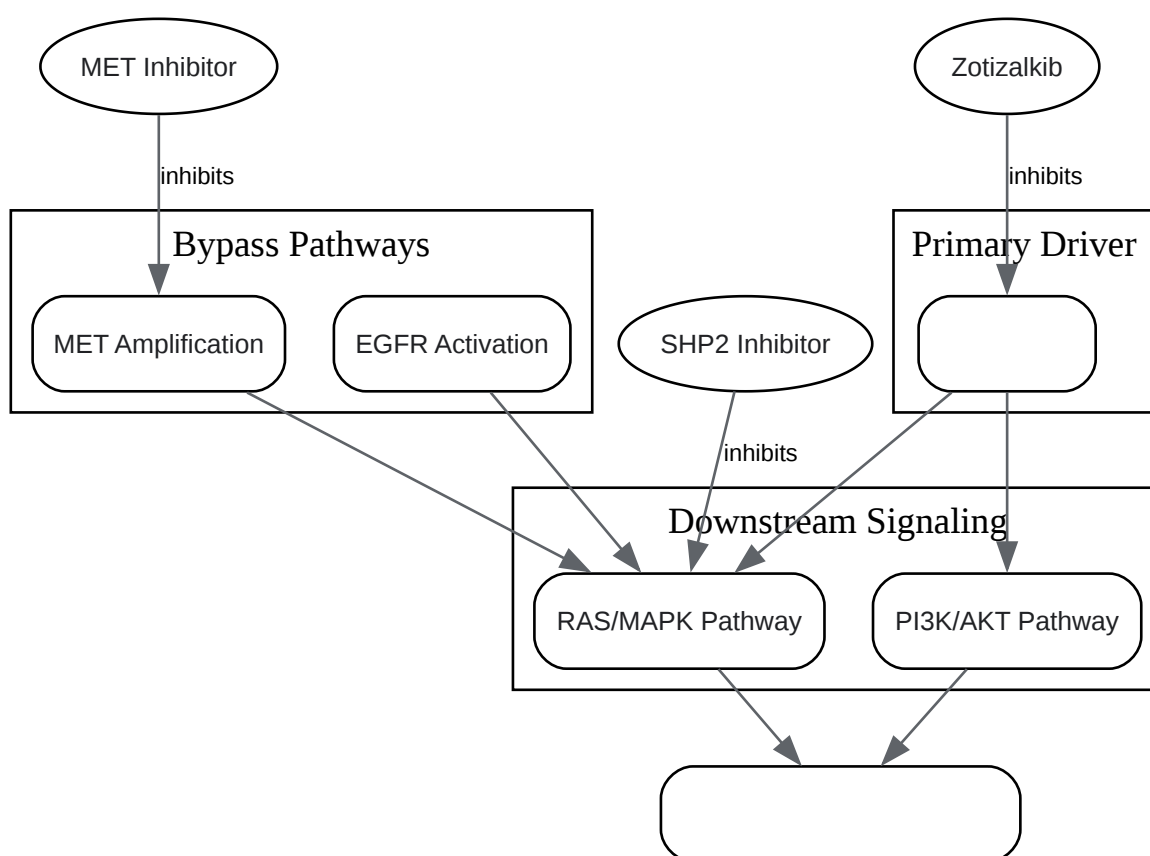 MET Inhibitor
Zotizalkib
inhibits
inhibits
Bypass Pathways
Primary Driver
MET Amplification
EGFR Activation
SHP2 Inhibitor
inhibits
Downstream Signaling
RAS/MAPK Pathway
PI3K/AKT Pathway